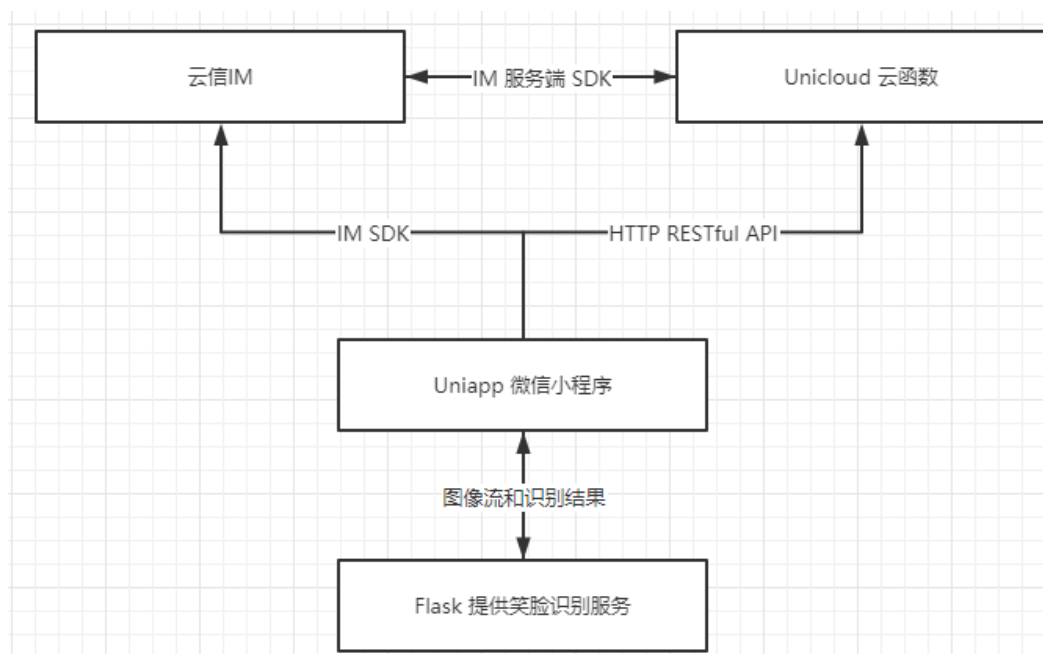 云信IM
IM 服务端 SDK
Unicloud 云函数
IM SDK
HTTP RESTful API
Uniapp 微信小程序
图像流和识别结果
Flask 提供笑脸识别服务